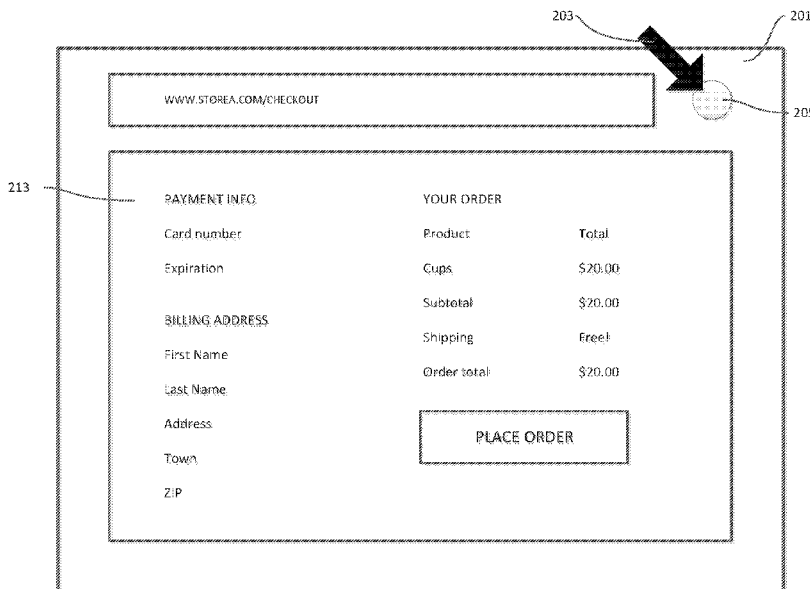 203
201
WWW.STOREA.COM/CHECKOUT
205
213
PAYMENT INFO
YOUR ORDER
Card number
Product Total
Expiration
Cups $20.00
Subtotal $20.00
BILLING ADDRESS
Shipping Free!
First Name
Order total $20.00
Last Name
Address
PLACE ORDER
Town
ZIP